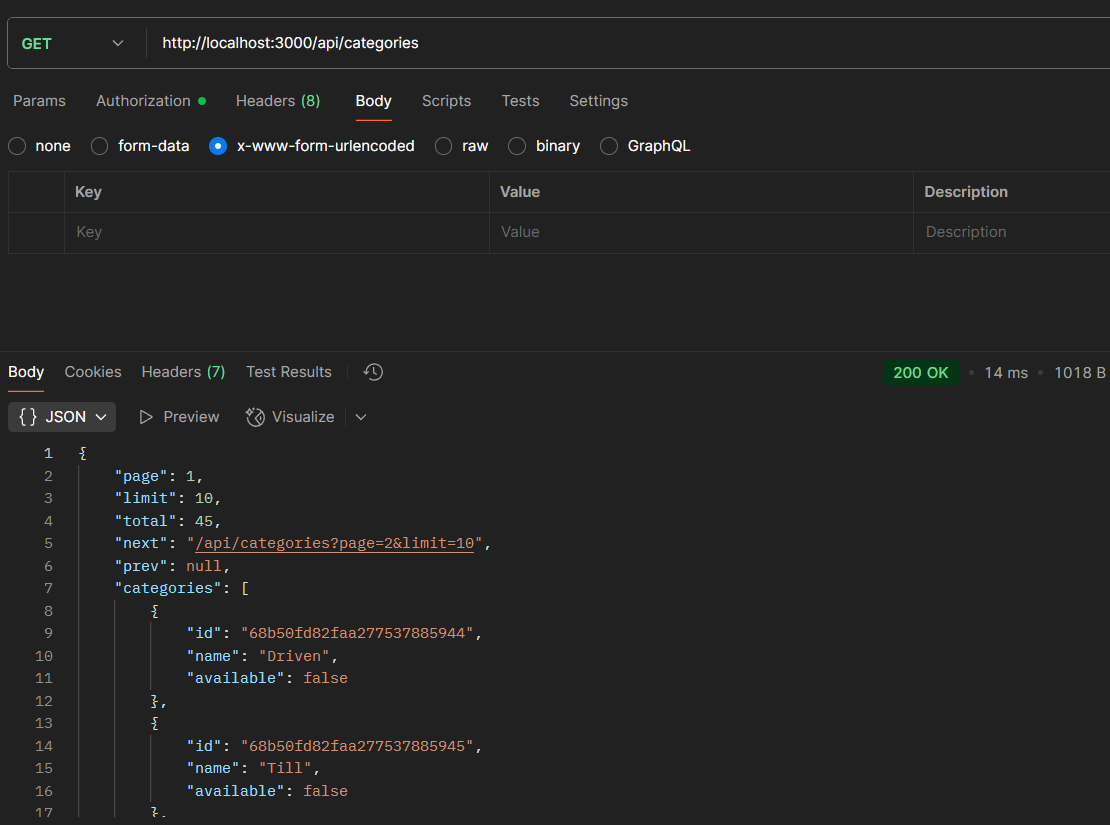 GET http://localhost:3000/api/categories
Params Authorization Headers (8) Body Scripts Tests Settings
none form-data x-www-form-urlencoded raw binary GraphQL
Key Value Description
Key Value Description
Body Cookies Headers (7) Test Results 200 OK • 14 ms • 1018 B
{} JSON Preview Visualize
1 {
2 "page": 1,
3 "limit": 10,
4 "total": 45,
5 "next": "/api/categories?page=2&limit=10",
6 "prev": null,
7 "categories": [
8 {
9 "id": "68b50fd82faa277537885944",
10 "name": "Driven",
11 "available": false
12 },
13 {
14 "id": "68b50fd82faa277537885945",
15 "name": "Till",
16 "available": false
17 },